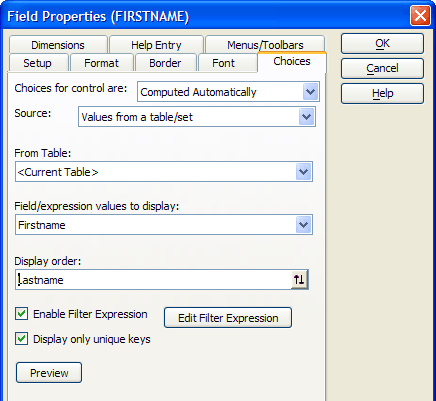 Field Properties (FIRSTNAME)
Dimensions Help Entry Menus/Toolbars
Setup Format Border Font Choices
OK
Cancel
Help
Choices for control are: Computed Automatically
Source: Values from a table/set
From Table:
<Current Table>
Field/expression values to display:
Firstname
Display order:
Lastname
Enable Filter Expression Edit Filter Expression
Display only unique keys
Preview